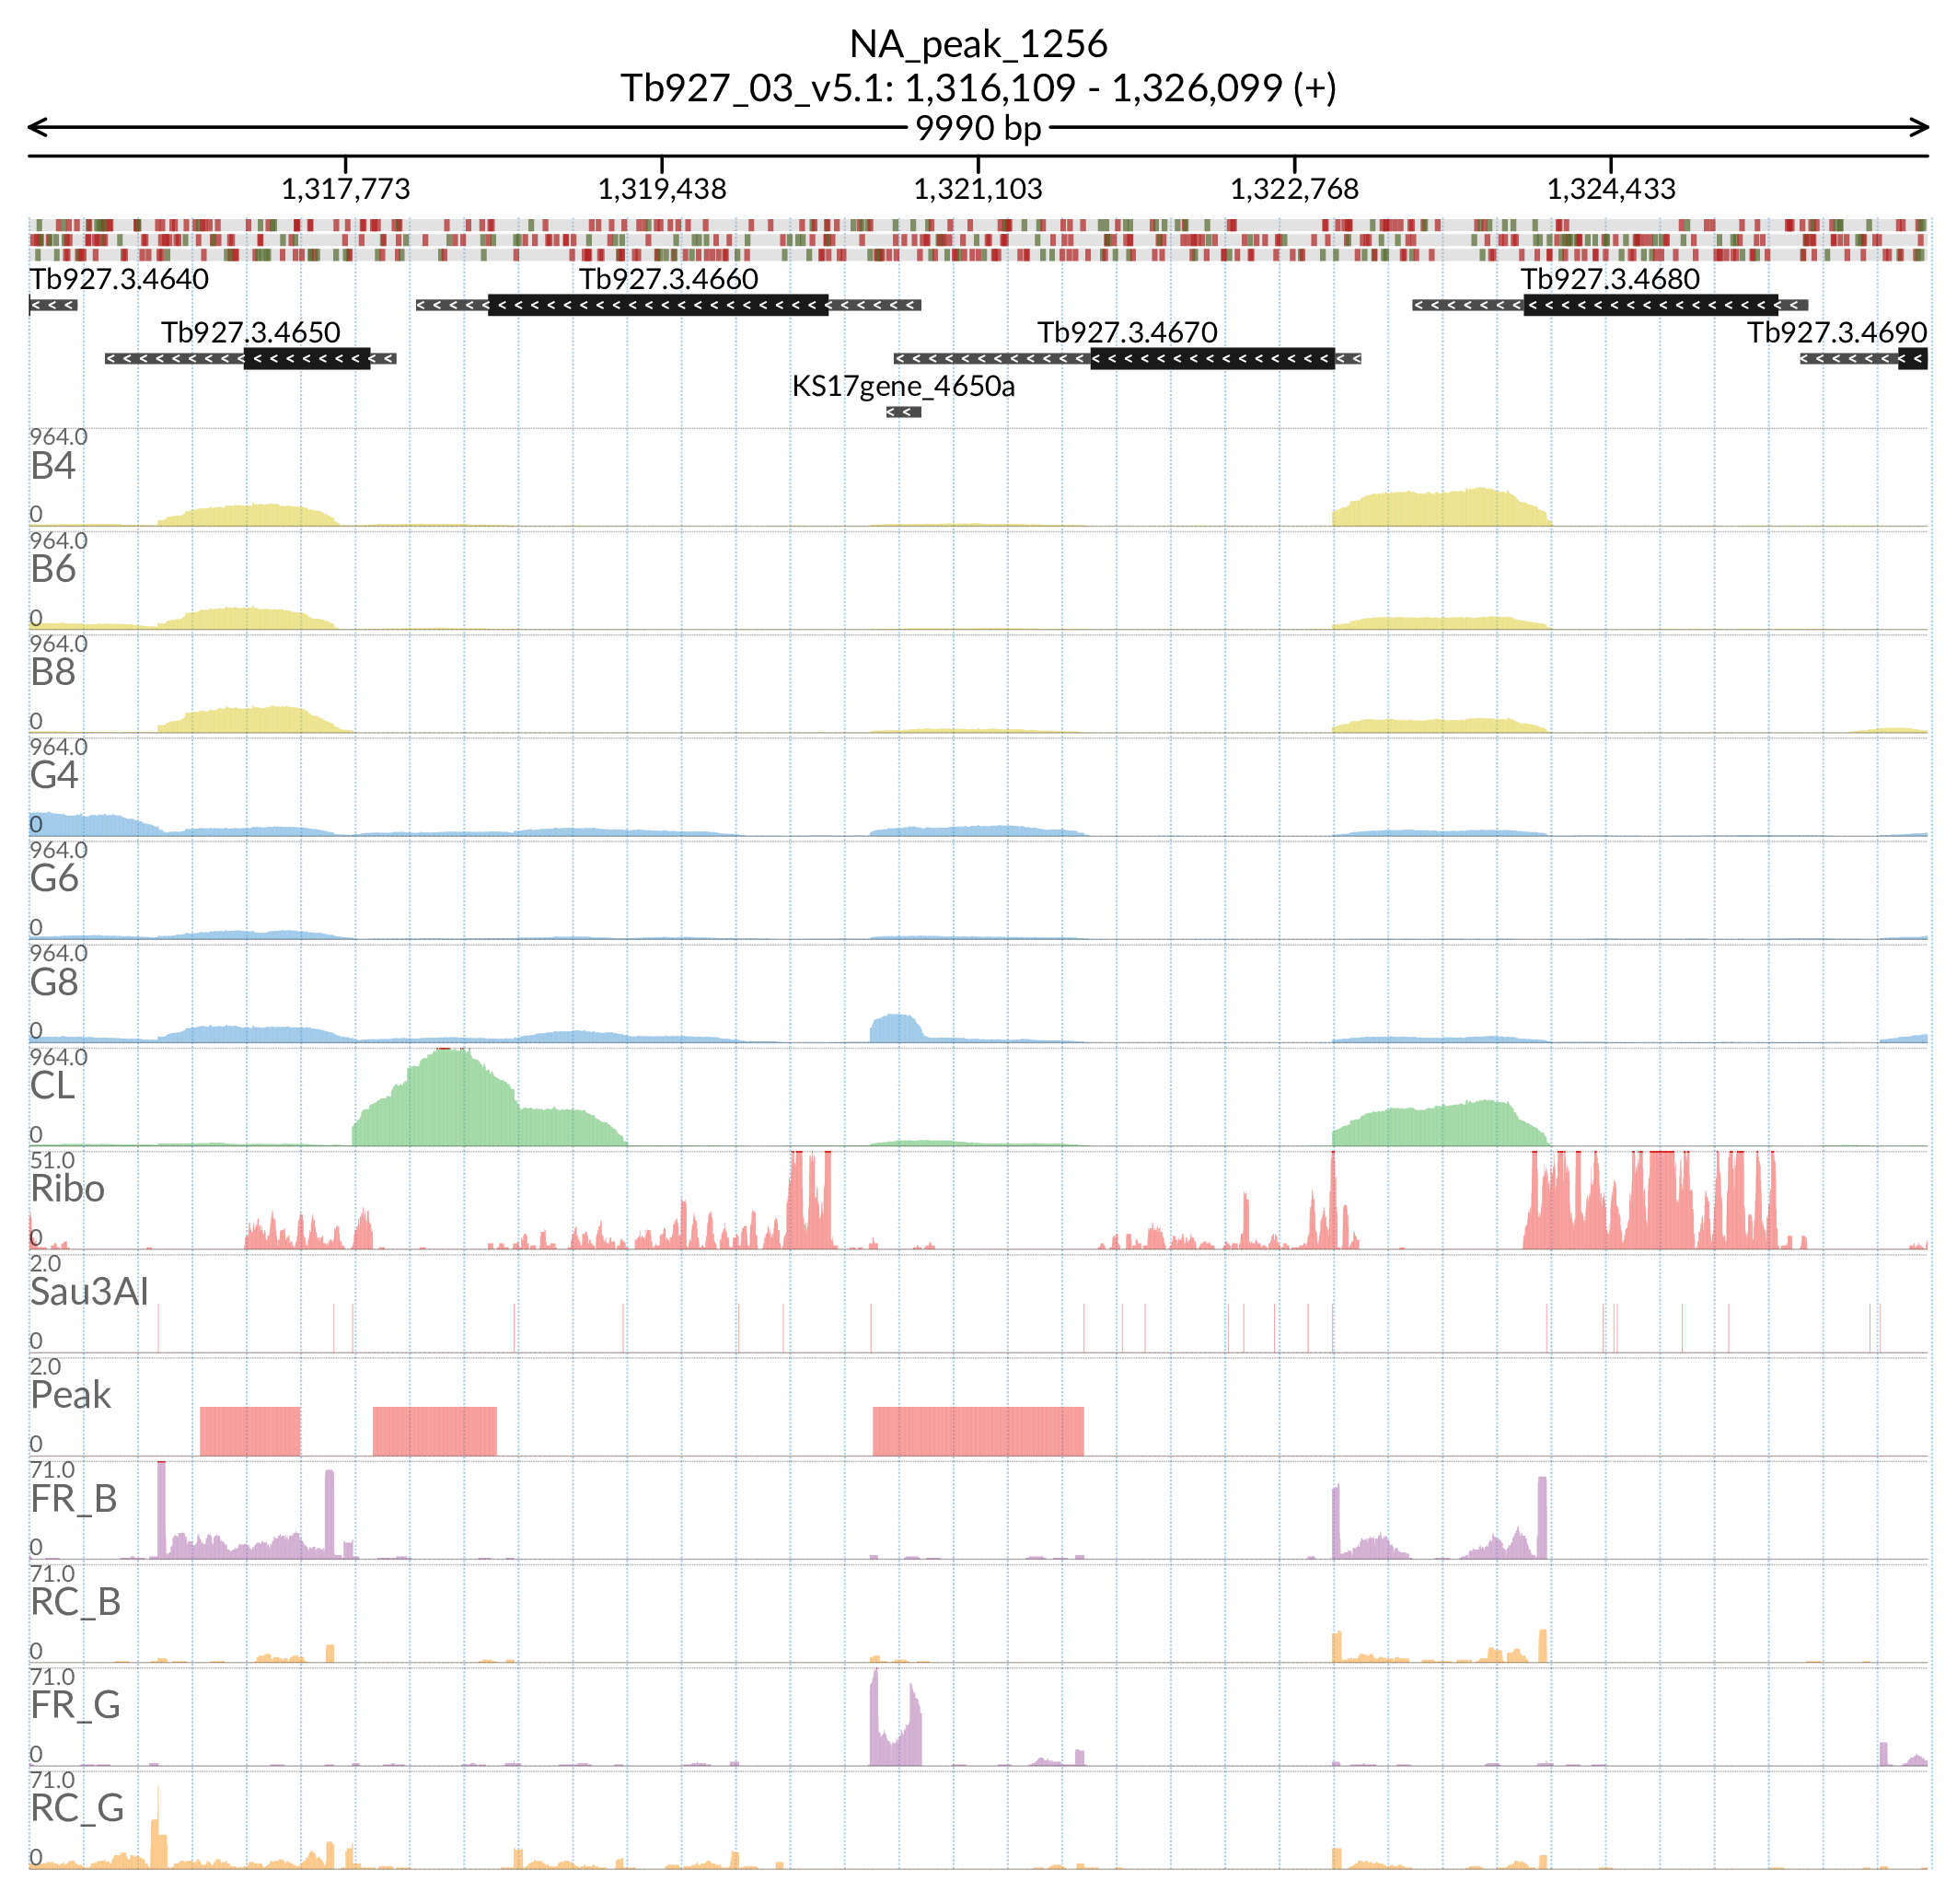 NA_peak_1256
Tb927_03_v5.1: 1,316,109 - 1,326,099 (+)
9990 bp
1,317,773 1,319,438 1,321,103 1,322,768 1,324,433
Tb927.3.4640 Tb927.3.4660 Tb927.3.4680
Tb927.3.4650 Tb927.3.4670 Tb927.3.4690
KS17gene_4650a
964.0
B4
0
964.0
B6
0
964.0
B8
0
964.0
G4
0
964.0
G6
0
964.0
G8
0
964.0
CL
0
51.0
Ribo
0
2.0
Sau3AI
0
2.0
Peak
0
71.0
FR_B
0
71.0
RC_B
0
71.0
FR_G
0
71.0
RC_G
0